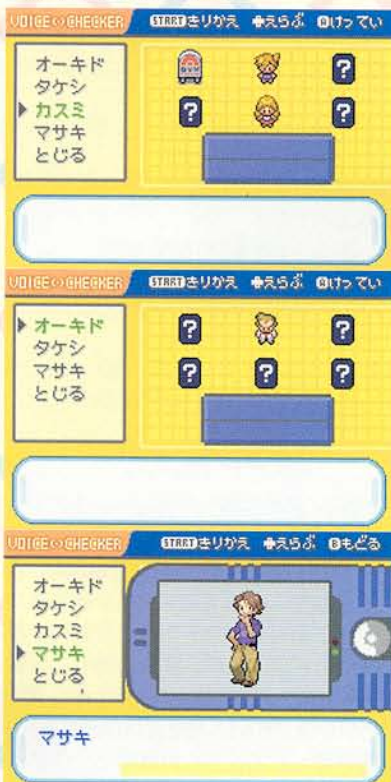 VOICE CHECKER STARTきりかえ えらぶ Aけってい
オーキド
タケシ
カスミ
マサキ
とじる
?
?
?
VOICE CHECKER STARTきりかえ えらぶ Aけってい
オーキド
タケシ
マサキ
とじる
?
?
?
?
?
VOICE CHECKER STARTきりかえ えらぶ Bもどる
オーキド
タケシ
カスミ
マサキ
とじる
マサキ